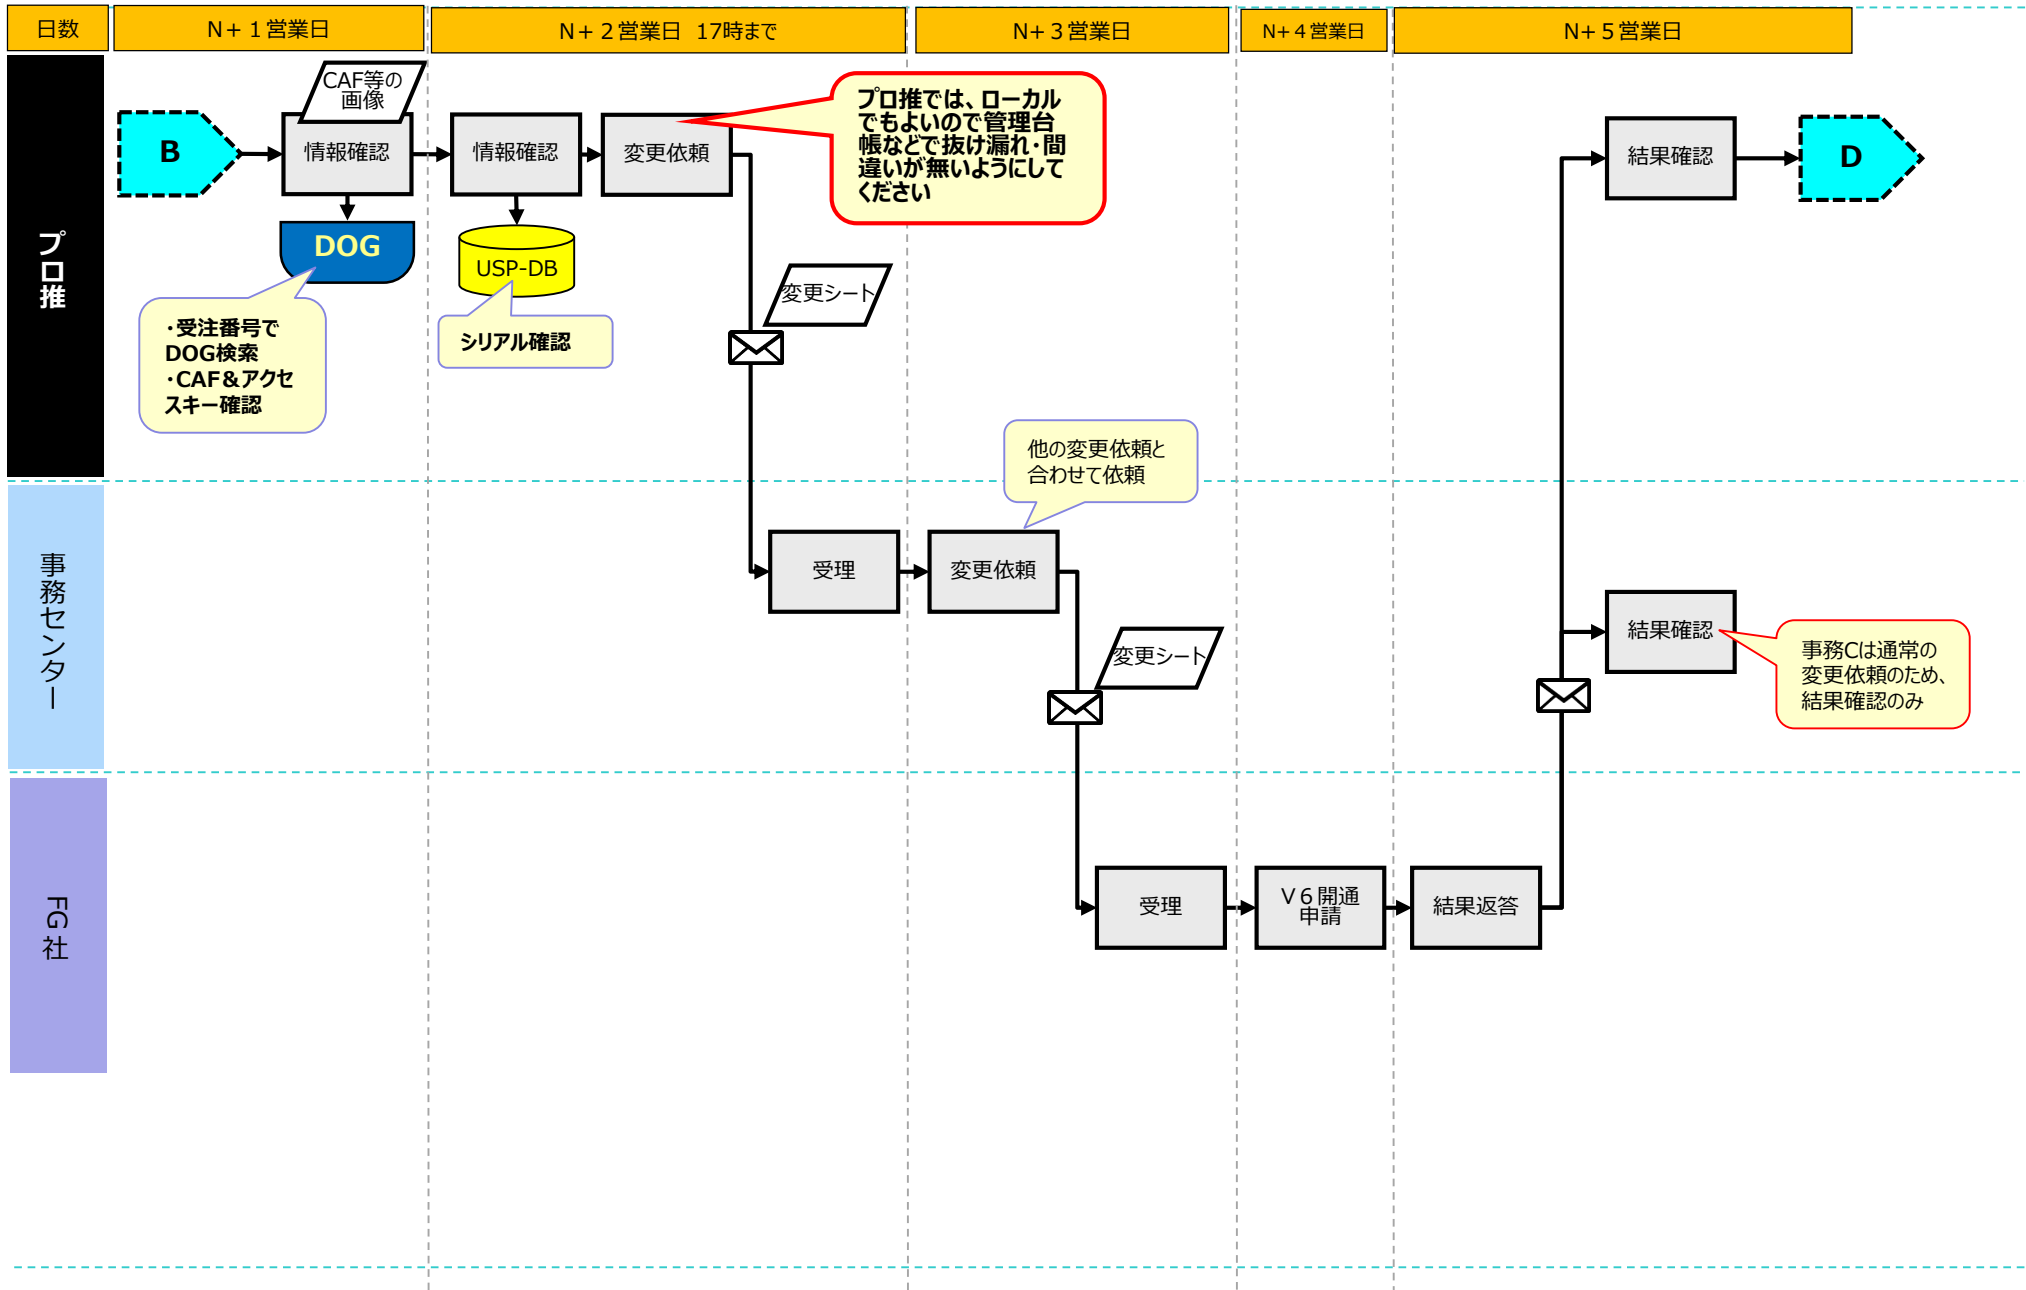 日数
N+１営業日
N+２営業日 17時まで
N+３営業日
N+４営業日
N+５営業日
プロ推
B
CAF等の
画像
情報確認
DOG
・受注番号で
DOG検索
・CAF&アクセ
スキー確認
情報確認
USP-DB
シリアル確認
変更依頼
プロ推では、ローカル
でもよいので管理台
帳などで抜け漏れ・間
違いが無いようにして
ください
変更シート
結果確認
D
事務センター
受理
変更依頼
他の変更依頼と
合わせて依頼
変更シート
結果確認
事務Cは通常の
変更依頼のため、
結果確認のみ
FG社
受理
V６開通
申請
結果返答